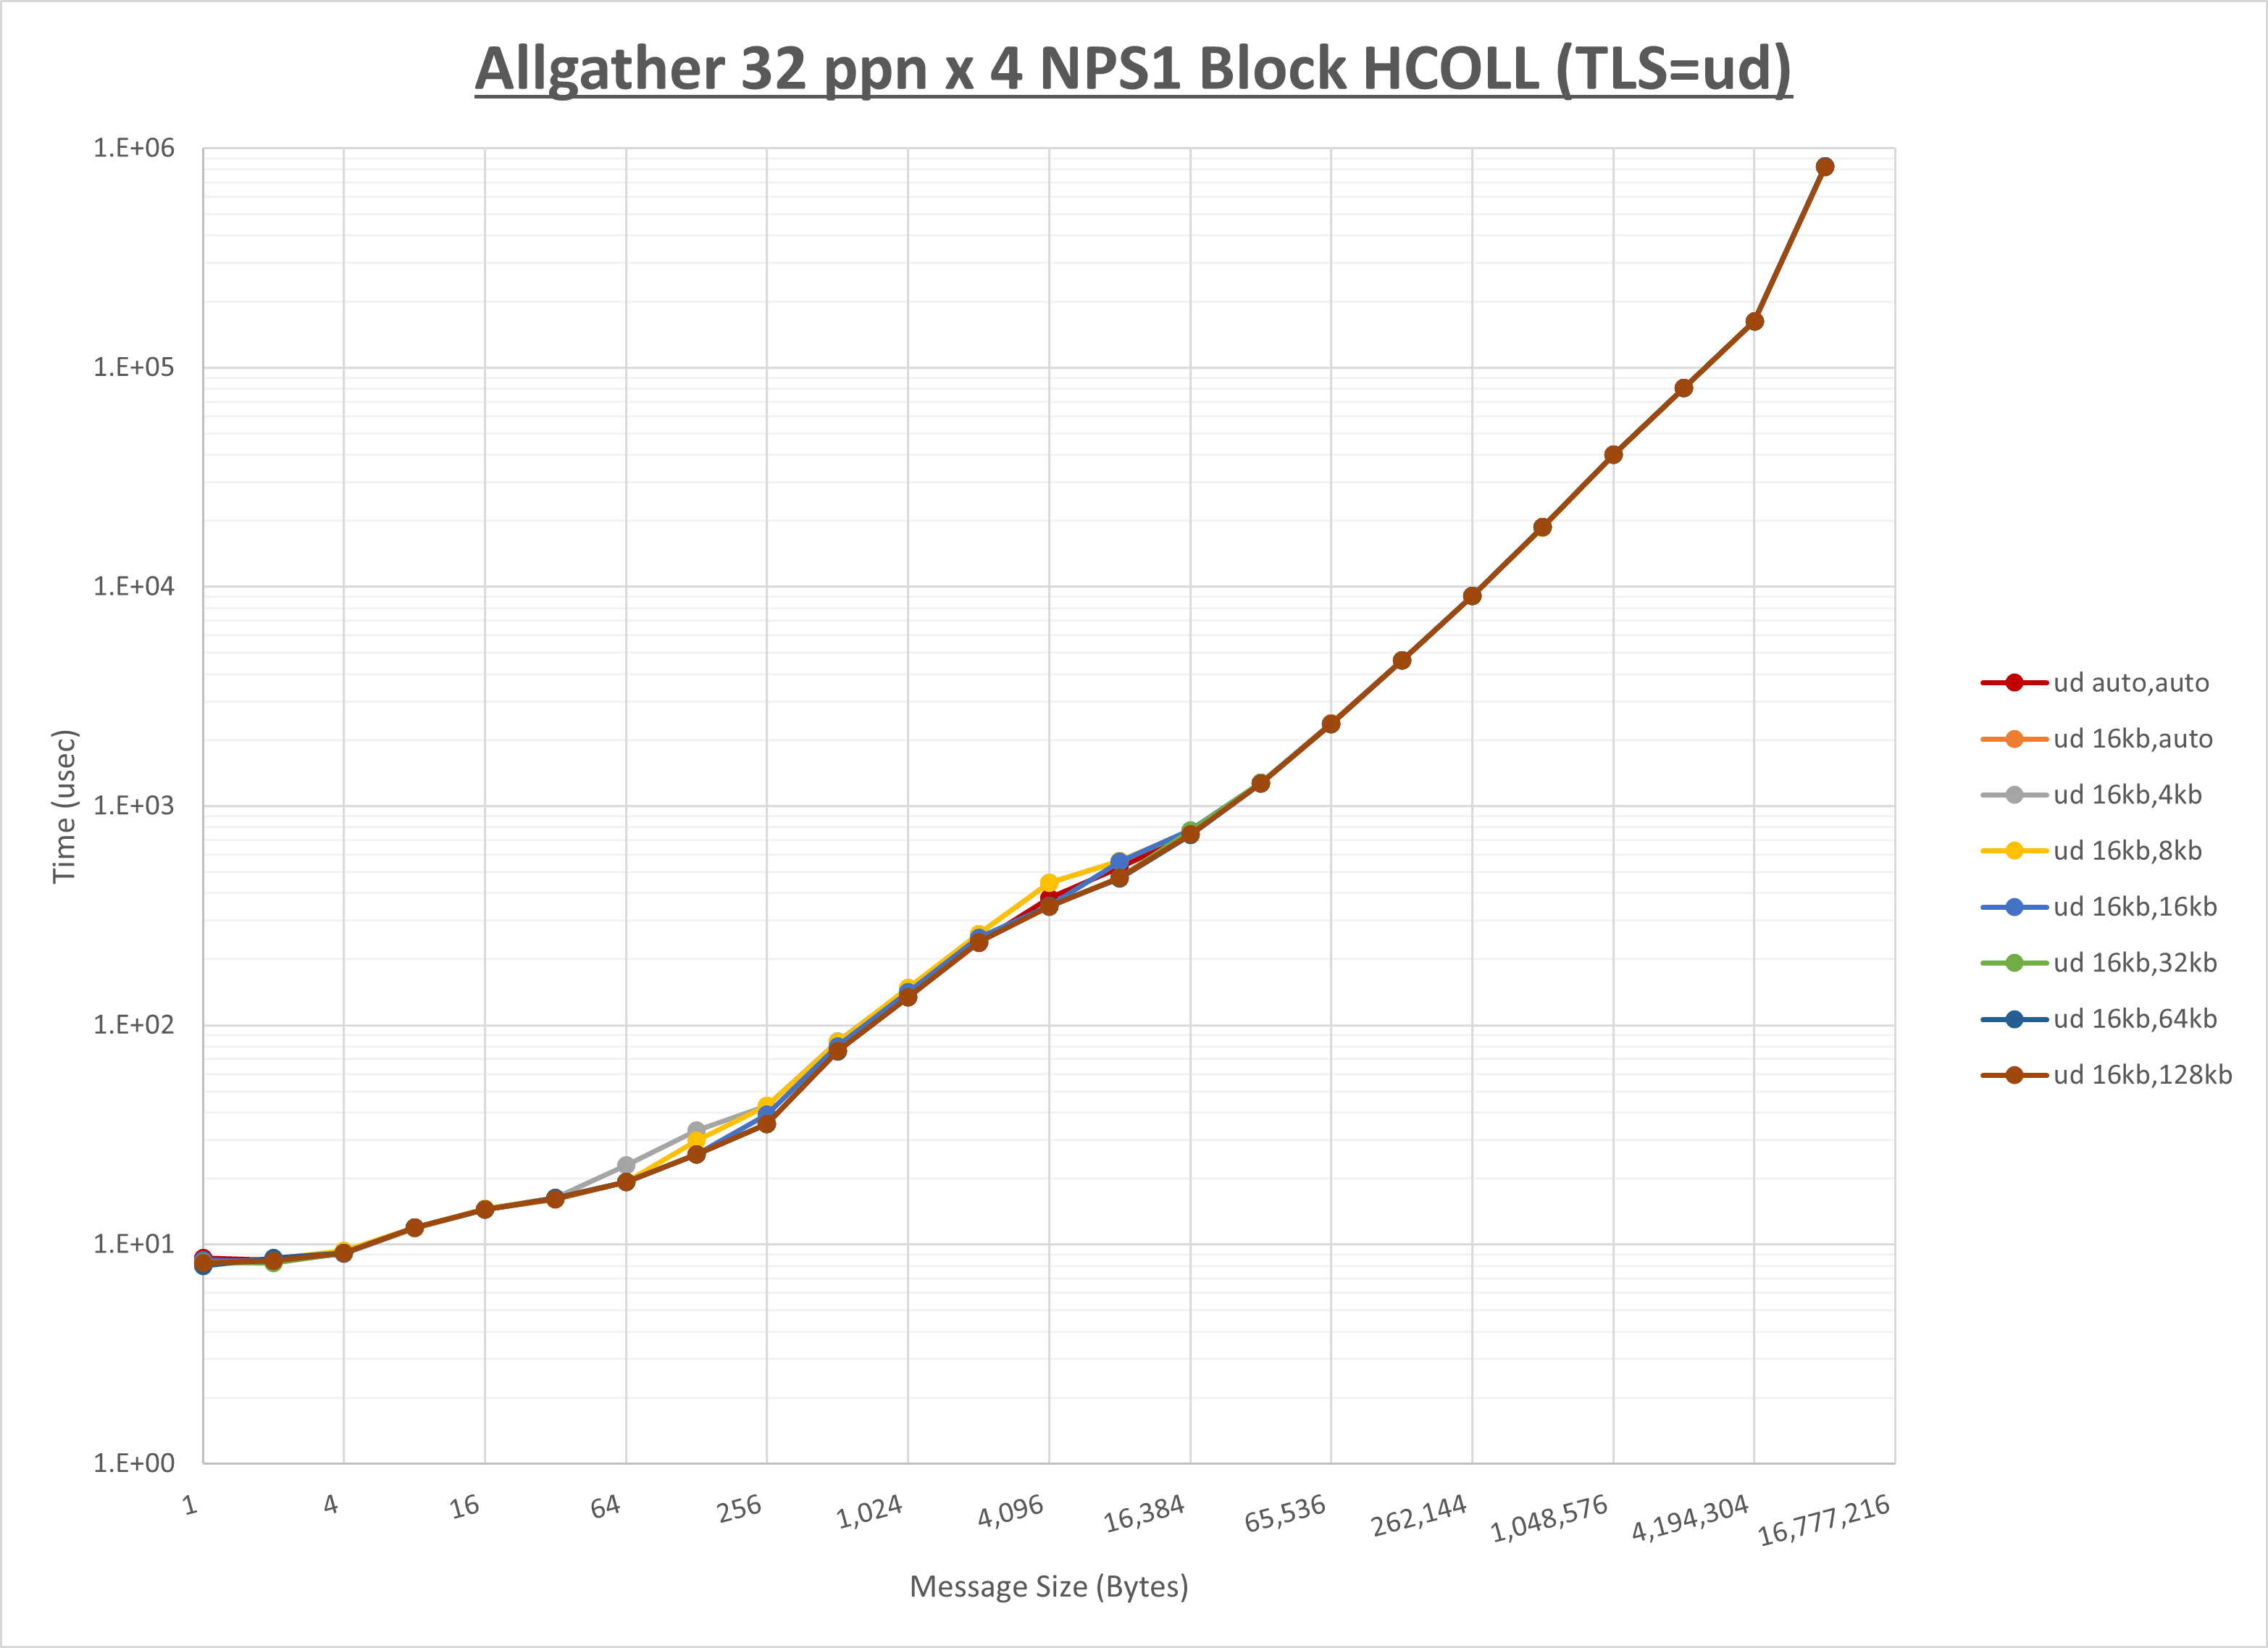 Allgather 32 ppn x 4 NPS1 Block HCOLL (TLS=ud)
1.E+06
1.E+05
1.E+04
1.E+03
1.E+02
1.E+01
1.E+00
Time (usec)
1
4
16
64
256
1,024
4,096
16,384
65,536
262,144
1,048,576
4,194,304
16,777,216
Message Size (Bytes)
ud auto,auto
ud 16kb,auto
ud 16kb,4kb
ud 16kb,8kb
ud 16kb,16kb
ud 16kb,32kb
ud 16kb,64kb
ud 16kb,128kb